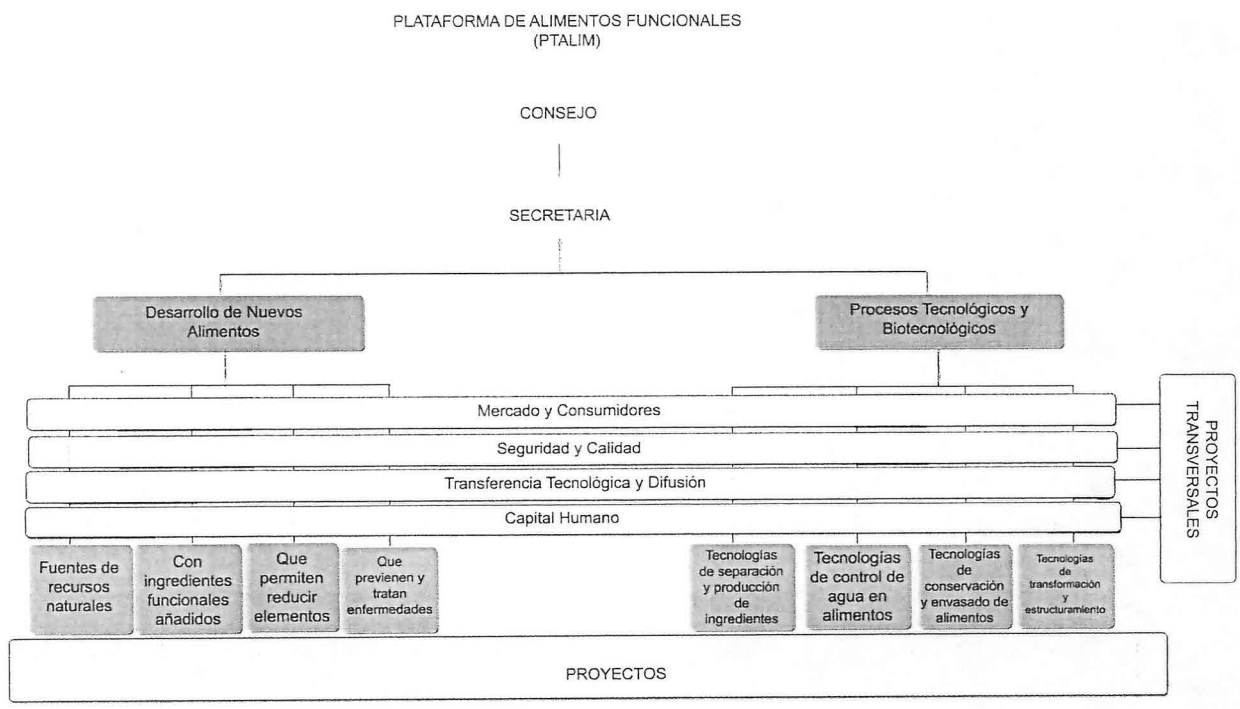 PLATAFORMA DE ALIMENTOS FUNCIONALES
(PTALIM)
CONSEJO
SECRETARIA
Desarrollo de Nuevos
Alimentos
Procesos Tecnológicos y
Biotecnológicos
Mercado y Consumidores
Seguridad y Calidad
Transferencia Tecnológica y Difusión
Capital Humano
PROYECTOS
TRANSVERSALES
Fuentes de
recursos
naturales
Con
ingredientes
funcionales
añadidos
Que
permiten
reducir
elementos
Que
previenen y
tratan
enfermedades
Tecnologías
de separación
y producción
de
ingredientes
Tecnologías
de control de
agua en
alimentos
Tecnologías
de
conservación
y envasado de
alimentos
Tecnologías
de
transformación
y
estructuramiento
PROYECTOS